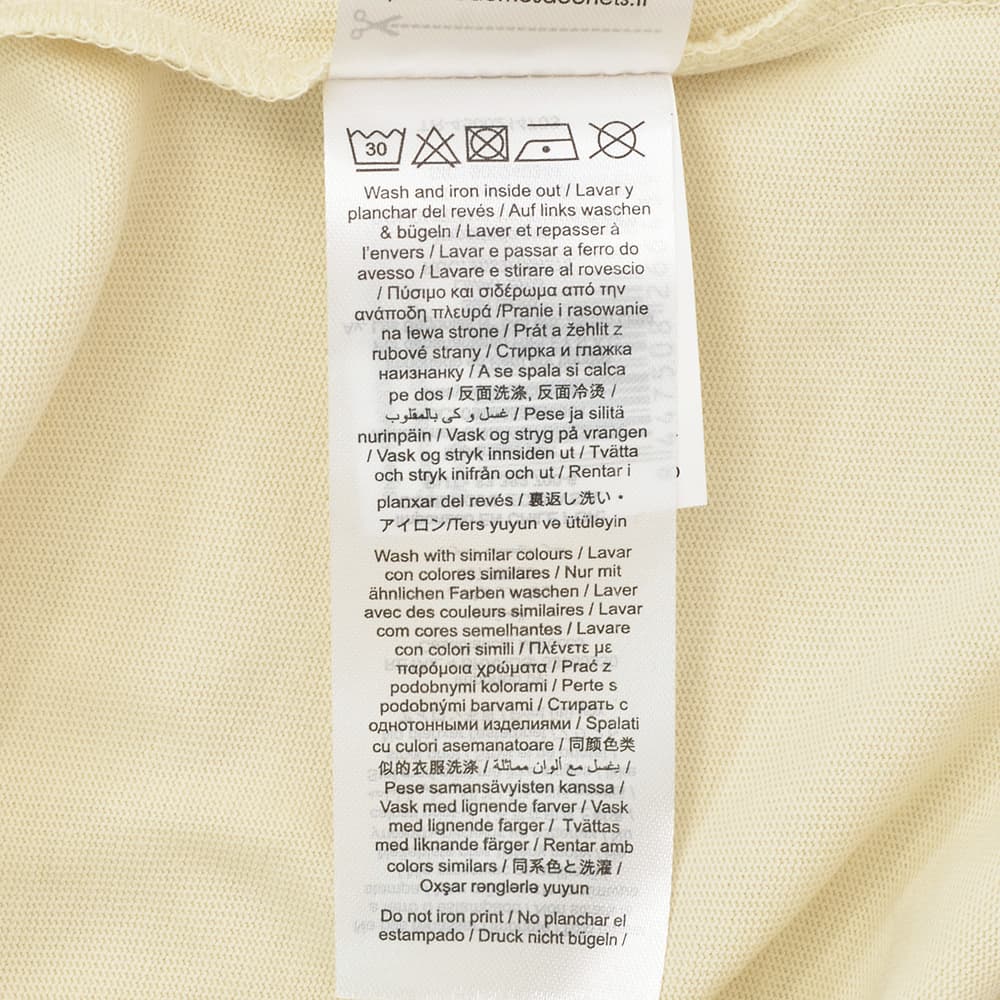 30
Wash and iron inside out / Lavar y
planchar del revés / Auf links waschen
& bügeln / Laver et repasser à
l'envers / Lavar e passar a ferro do
avesso / Lavare e stirare al rovescio
/ Πύσιμο και σιδέρωμα από την
ανάποδη πλευρά /Pranie i rasowanie
na lewa strone / Prát a žehlit z
rubové strany / Стирка и глажка
наизнанку / A se spala si calca
pe dos / 反面洗涤, 反面冷烫 /
غسل و كى بالمقلوب / Pese ja silitä
nurinpäin / Vask og stryg på vrangen
/ Vask og stryk innsiden ut / Tvätta
och stryk inifrån och ut / Rentar i
planxar del revés / 裏返し洗い・
アイロン/Ters yuyun və ütüləyin
Wash with similar colours / Lavar
con colores similares / Nur mit
ähnlichen Farben waschen / Laver
avec des couleurs similaires / Lavar
com cores semelhantes / Lavare
con colori simili / Πλένετε με
παρόμοια χρώματα / Prać z
podobnymi kolorami / Perte s
podobnými barvami / Стирать с
однотонными изделиями / Spalati
cu culori asemanatoare / 同颜色类
似的衣服洗涤 / يغسل مع ألوان مماثلة /
Pese samansävyisten kanssa /
Vask med lignende farver / Vask
med lignende farger / Tvättas
med liknande färger / Rentar amb
colors similars / 同系色と洗濯 /
Oxşar rənglərlə yuyun
Do not iron print / No planchar el
estampado / Druck nicht bügeln /